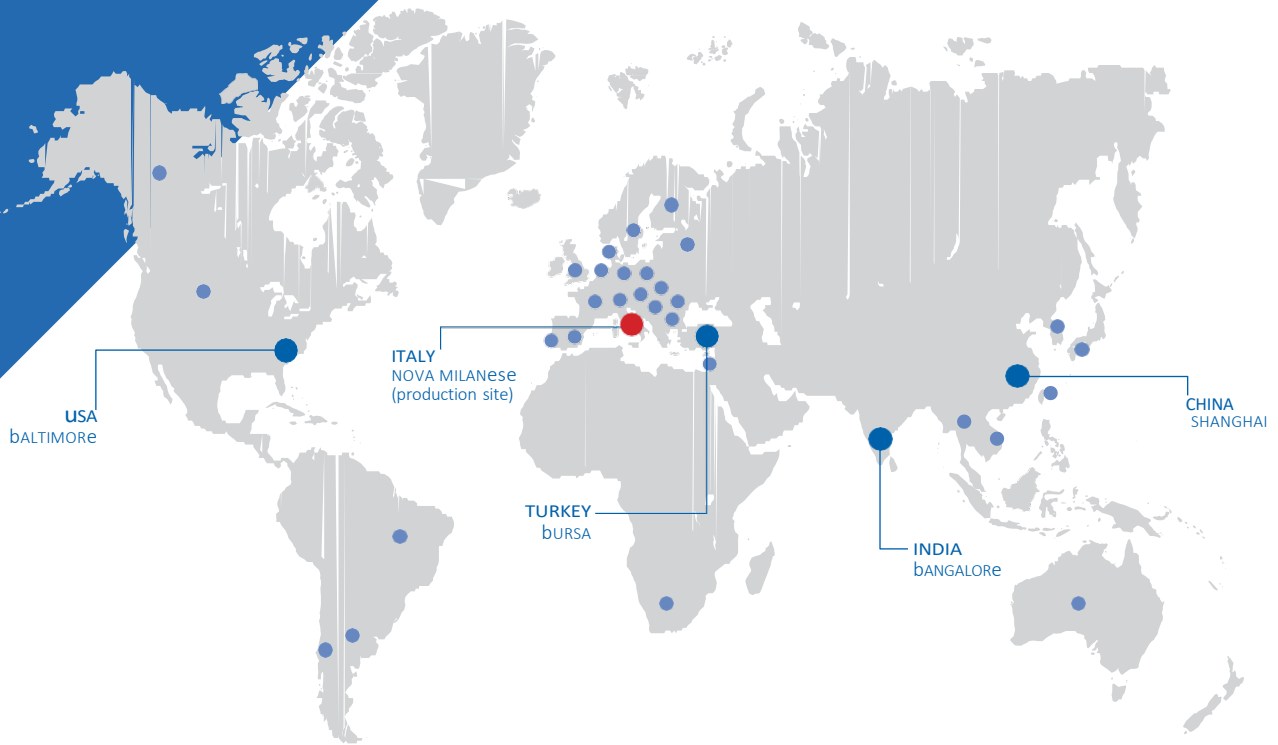 ITALY
NOVA MILANese
(production site)
uSA
bALTIMORe
CHINA
SHANGHAI
TURKEY
bURSA
INDIA
bANGALORe